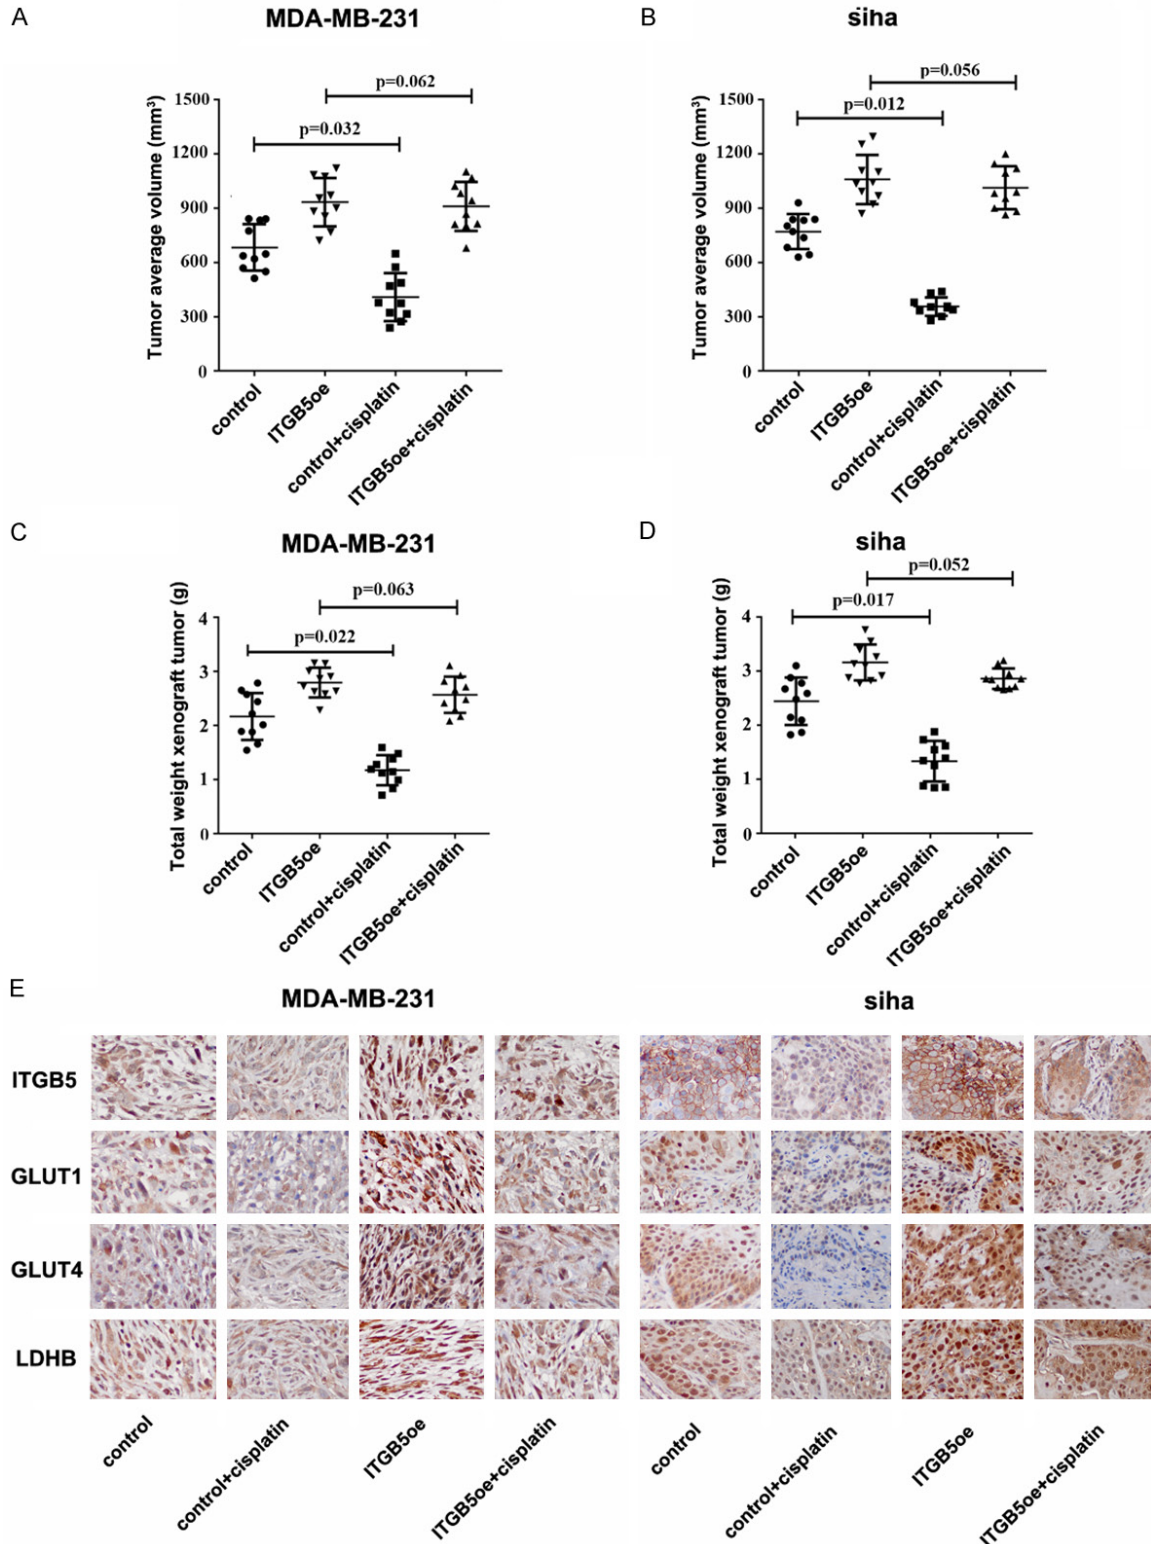 A
MDA-MB-231
p=0.062
p=0.032
Tumor average volume (mm³)
1500
1200
900
600
300
0
control
ITGB5oe
control+cisplatin
ITGB5oe+cisplatin
B
siha
p=0.056
p=0.012
Tumor average volume (mm³)
1500
1200
900
600
300
0
control
ITGB5oe
control+cisplatin
ITGB5oe+cisplatin
C
MDA-MB-231
p=0.063
p=0.022
Total weight xenograft tumor (g)
4
3
2
1
0
control
ITGB5oe
control+cisplatin
ITGB5oe+cisplatin
D
siha
p=0.052
p=0.017
Total weight xenograft tumor (g)
4
3
2
1
0
control
ITGB5oe
control+cisplatin
ITGB5oe+cisplatin
E
MDA-MB-231
siha
ITGB5
GLUT1
GLUT4
LDHB
control
control+cisplatin
ITGB5oe
ITGB5oe+cisplatin
control
control+cisplatin
ITGB5oe
ITGB5oe+cisplatin